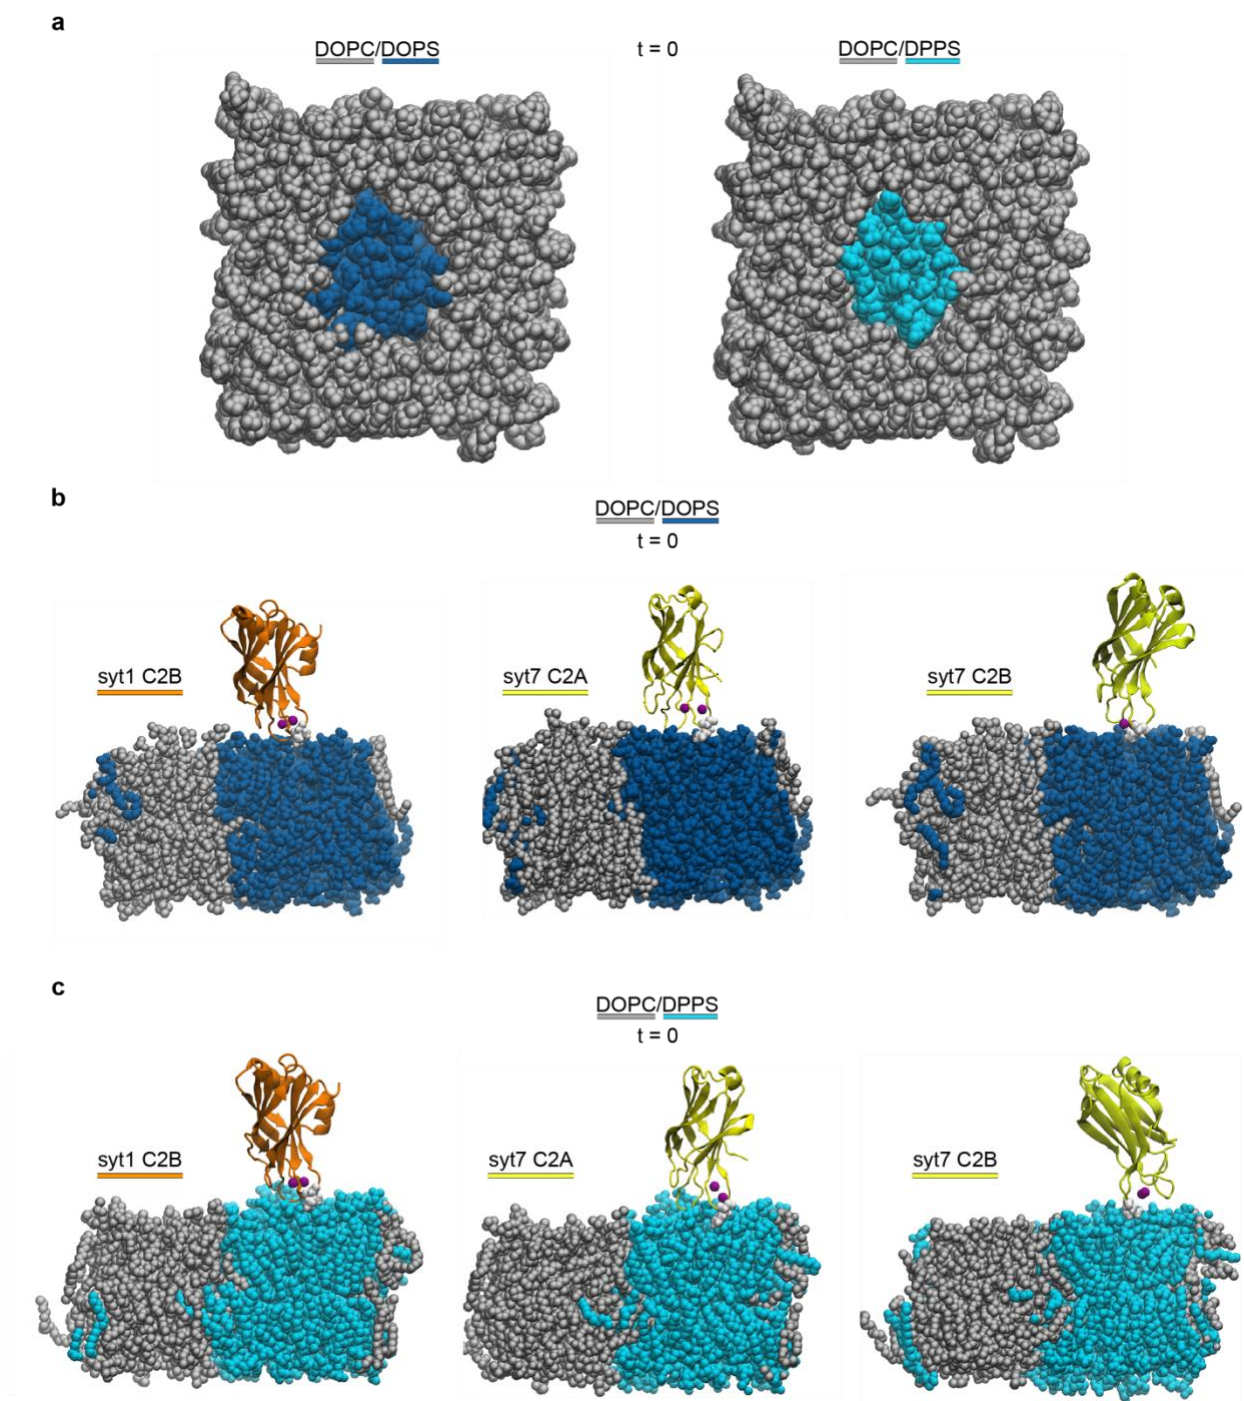 a
DOPC/DOPS t = 0 DOPC/DPPS
b
DOPC/DOPS
t = 0
syt1 C2B syt7 C2A syt7 C2B
c
DOPC/DPPS
t = 0
syt1 C2B syt7 C2A syt7 C2B